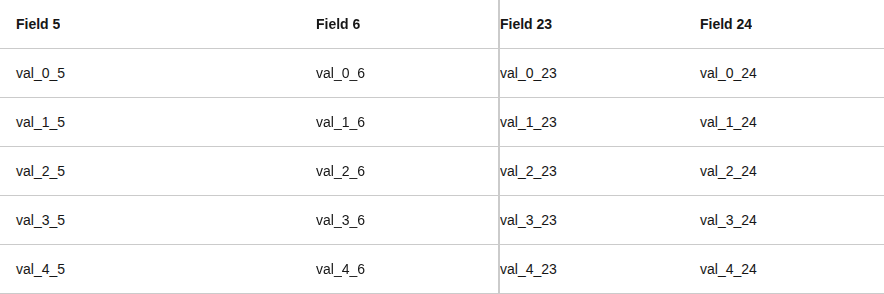 Field 5 Field 6 Field 23 Field 24
val_0_5 val_0_6 val_0_23 val_0_24
val_1_5 val_1_6 val_1_23 val_1_24
val_2_5 val_2_6 val_2_23 val_2_24
val_3_5 val_3_6 val_3_23 val_3_24
val_4_5 val_4_6 val_4_23 val_4_24